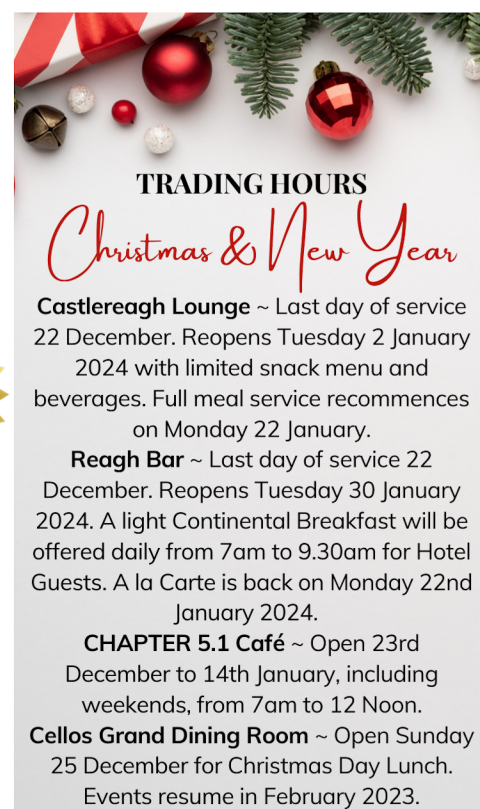 TRADING HOURS
Christmas & New Year
Castlereagh Lounge ~ Last day of service
22 December. Reopens Tuesday 2 January
2024 with limited snack menu and
beverages. Full meal service recommences
on Monday 22 January.
Reagh Bar ~ Last day of service 22
December. Reopens Tuesday 30 January
2024. A light Continental Breakfast will be
offered daily from 7am to 9.30am for Hotel
Guests. A la Carte is back on Monday 22nd
January 2024.
CHAPTER 5.1 Café ~ Open 23rd
December to 14th January, including
weekends, from 7am to 12 Noon.
Cellos Grand Dining Room ~ Open Sunday
25 December for Christmas Day Lunch.
Events resume in February 2023.